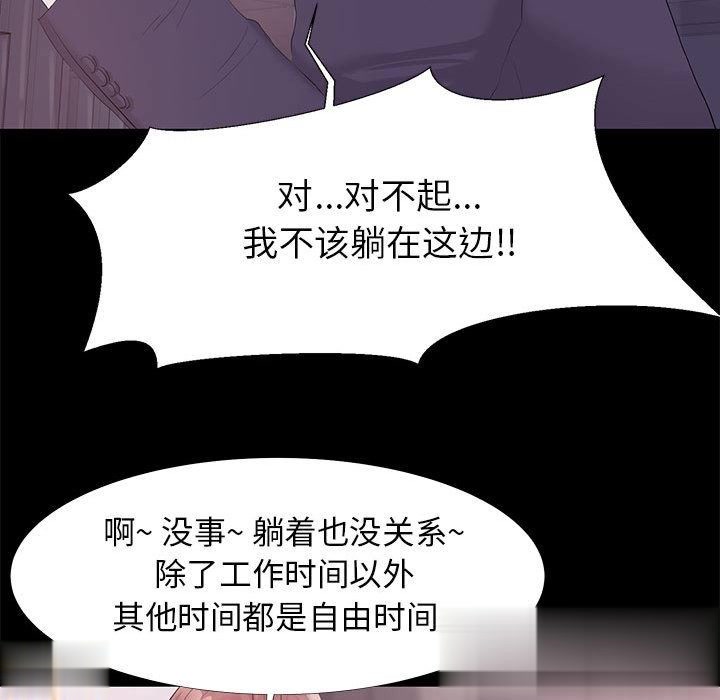 对...对不起...
我不该躺在这边!!
啊~ 没事~ 躺着也没关系~
除了工作时间以外
其他时间都是自由时间